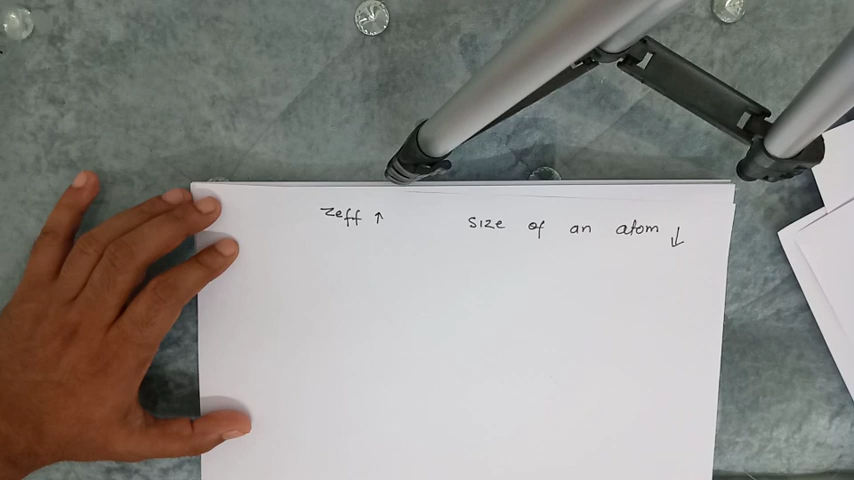 Zeff ↑ size of an atom ↓